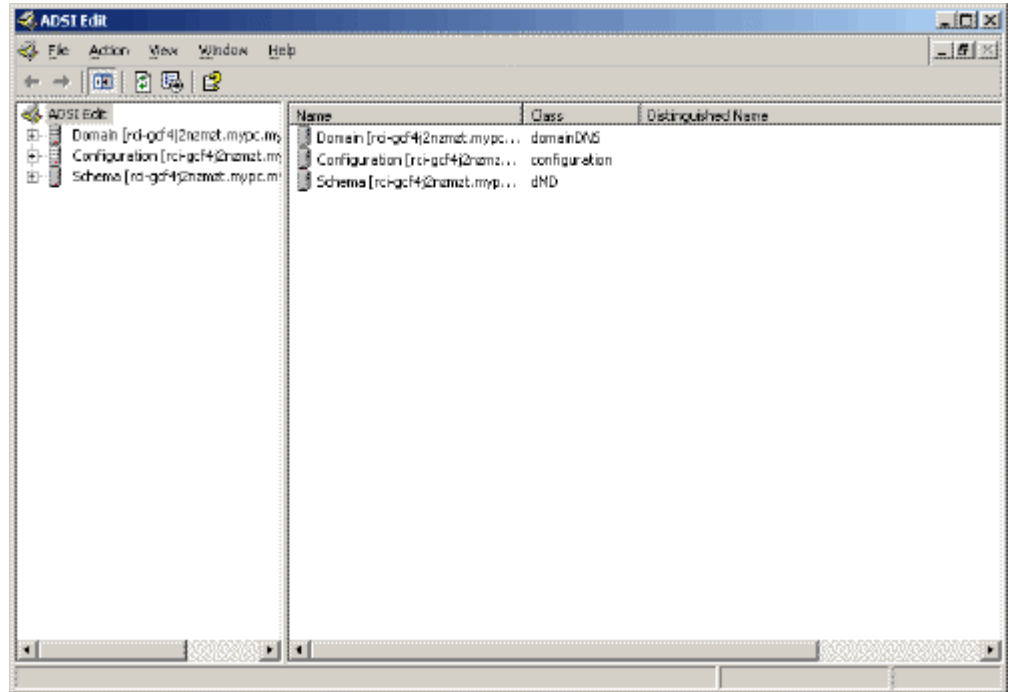 ADSI Edit
File Action View Window Help
ADSI Edit
Domain [rci-gcf4j2nzmzt.mypc.my
Configuration [rci-gcf4j2nzmzt.my
Schema [rci-gcf4j2nzmzt.mypc.m
Name Class Distinguished Name
Domain [rci-gcf4j2nzmzt.mypc... domainDNS
Configuration [rci-gcf4j2nzmz... configuration
Schema [rci-gcf4j2nzmzt.myp... dMD